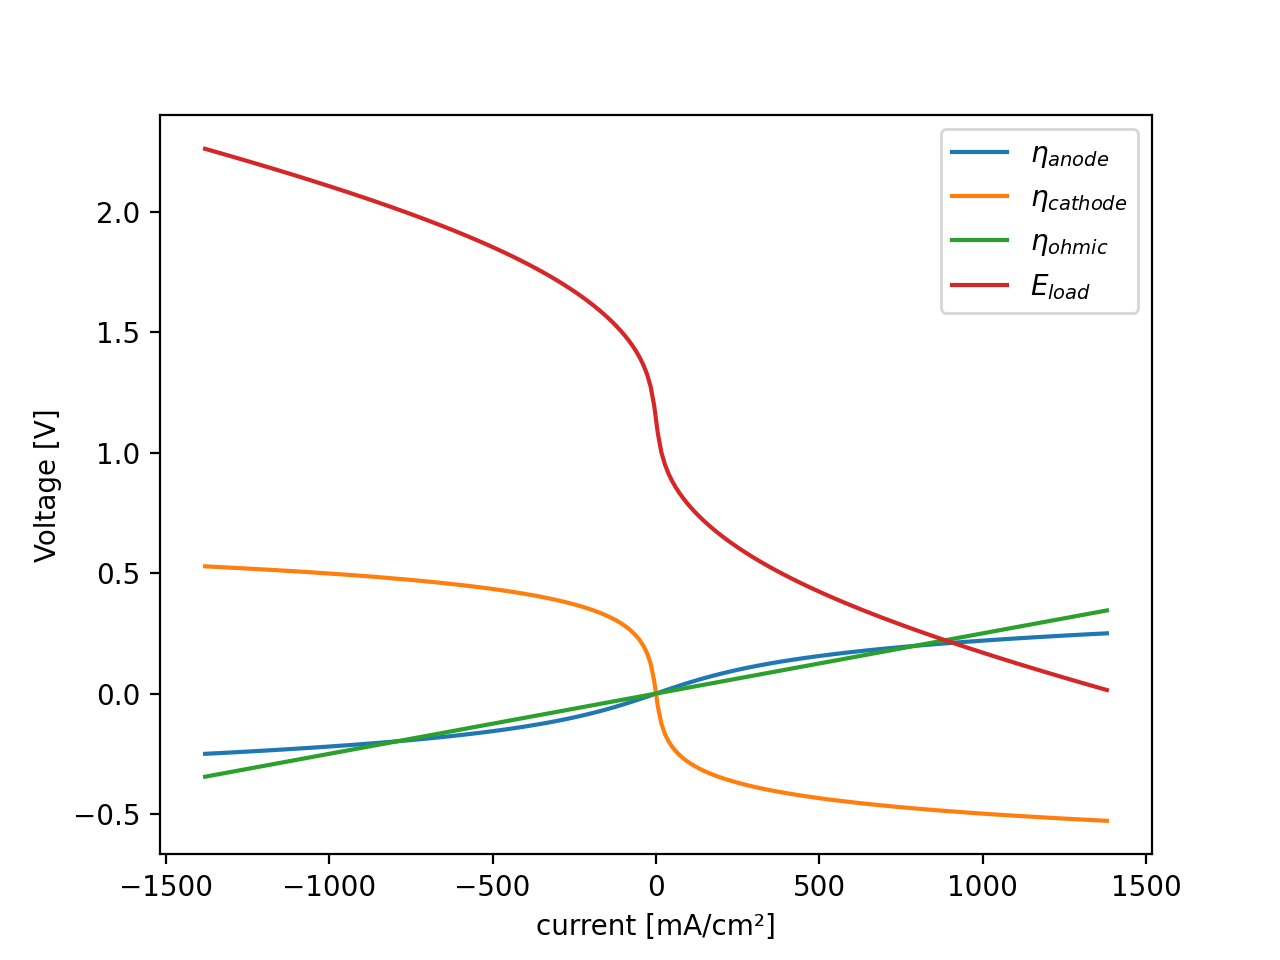 η_anode
η_cathode
η_ohmic
E_load
2.0
1.5
1.0
0.5
0.0
−0.5
Voltage [V]
−1500 −1000 −500 0 500 1000 1500
current [mA/cm²]